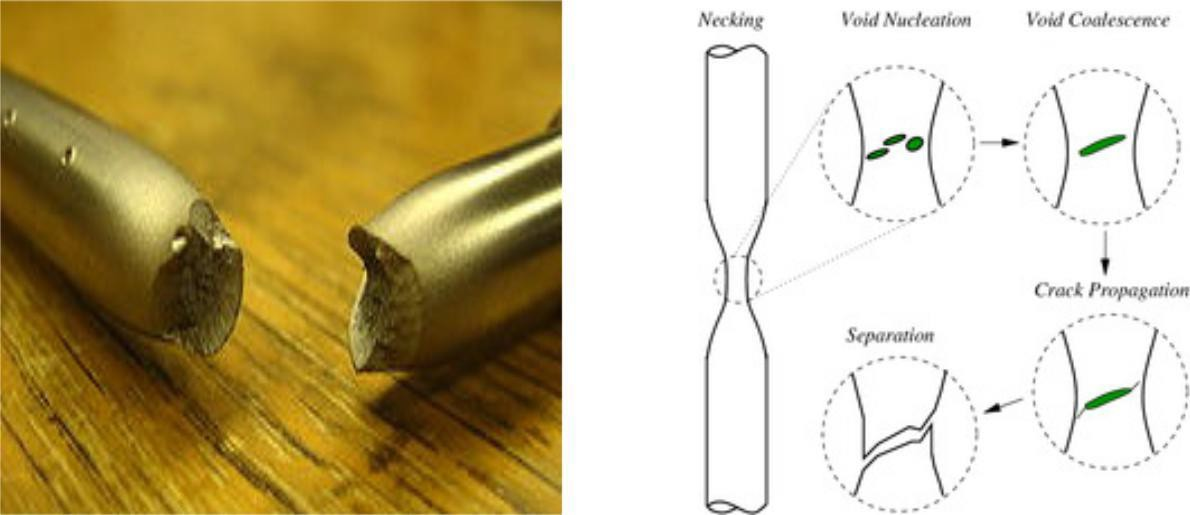 Necking
Void Nucleation
Void Coalescence
Crack Propagation
Separation